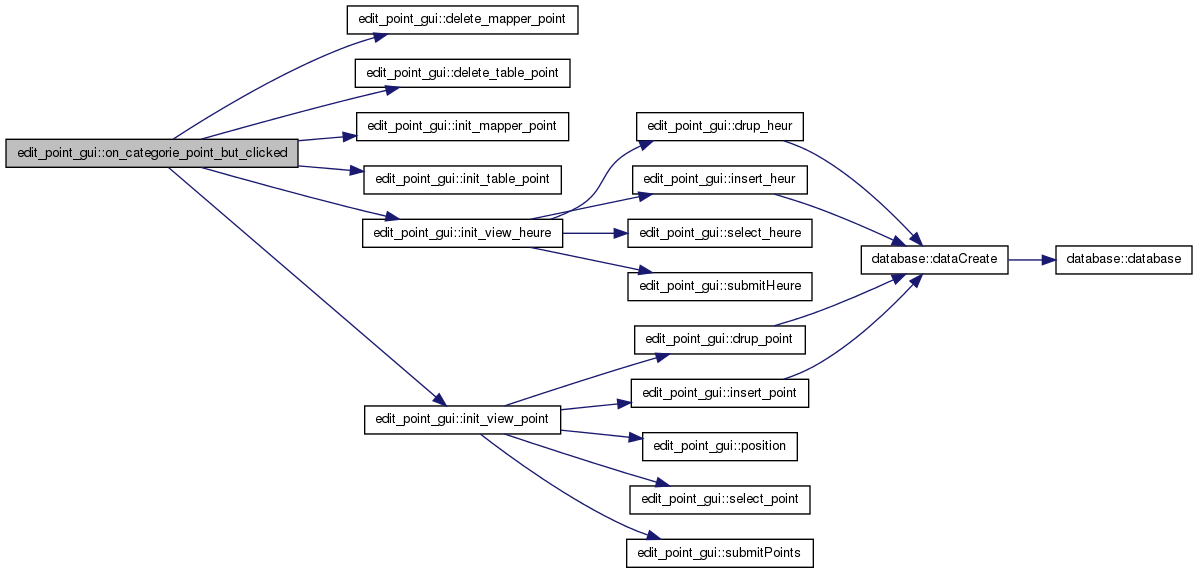 edit_point_gui::delete_mapper_point
edit_point_gui::delete_table_point
edit_point_gui::init_mapper_point
edit_point_gui::drup_heur
edit_point_gui::on_categorie_point_but_clicked
edit_point_gui::init_table_point
edit_point_gui::insert_heur
edit_point_gui::init_view_heure
edit_point_gui::select_heure
database::dataCreate
database::database
edit_point_gui::submitHeure
edit_point_gui::drup_point
edit_point_gui::insert_point
edit_point_gui::init_view_point
edit_point_gui::position
edit_point_gui::select_point
edit_point_gui::submitPoints